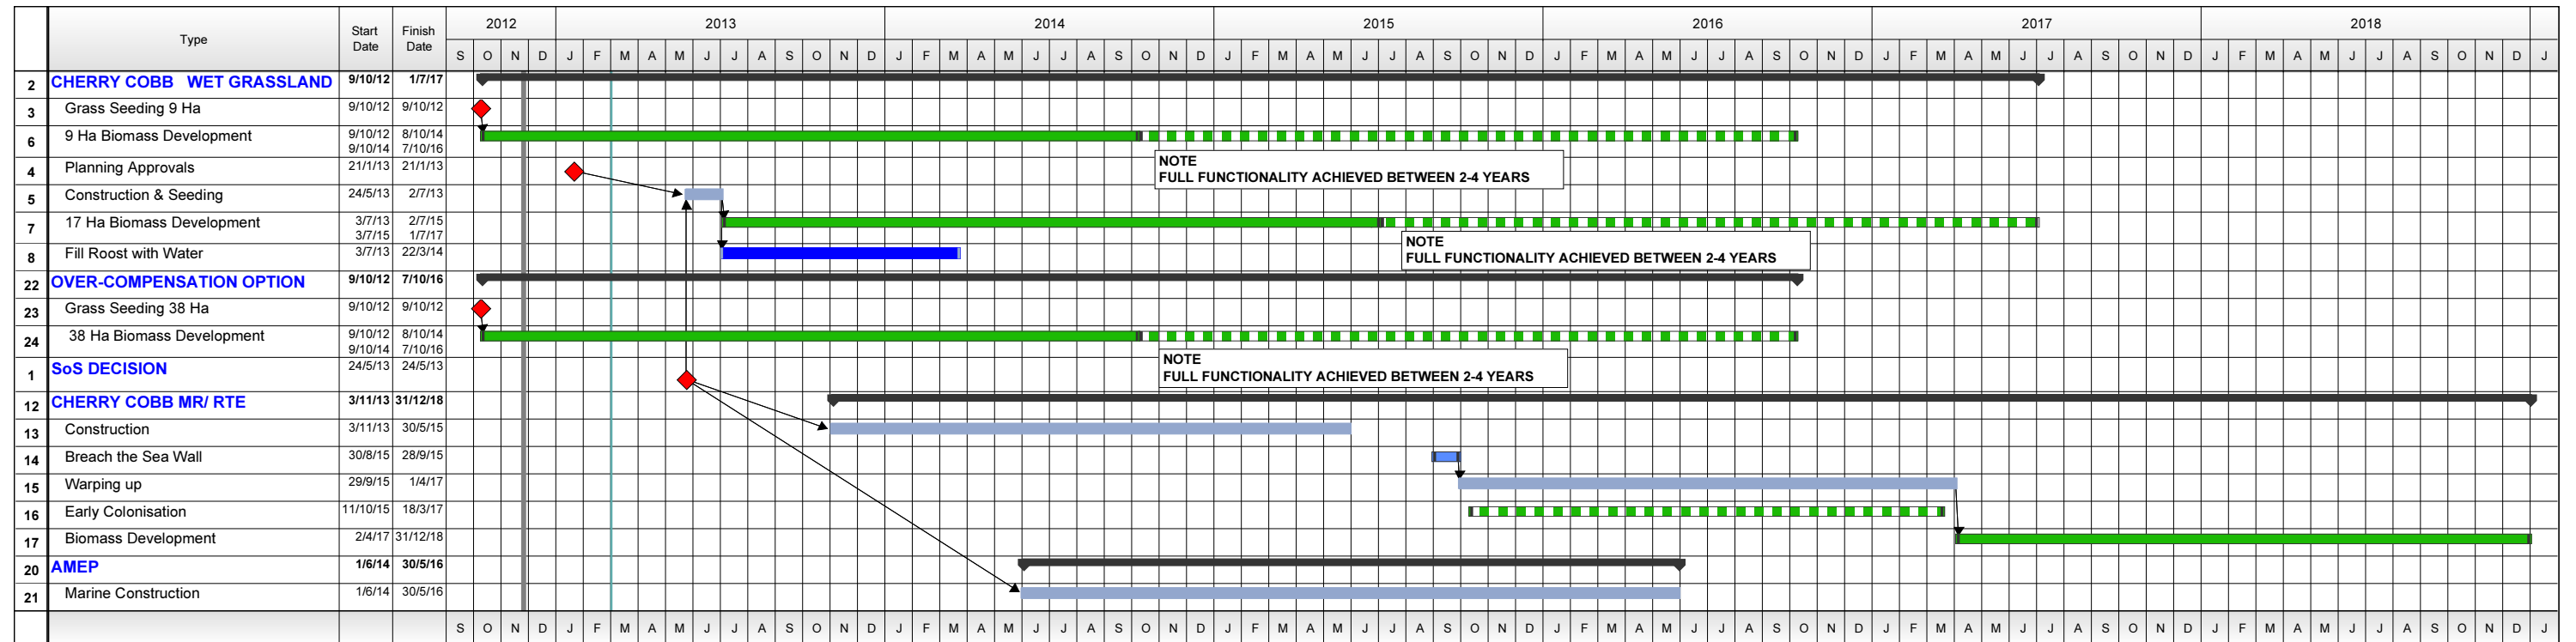 Type Start Date Finish Date 2012 2013 2014 2015 2016 2017 2018
S O N D J F M A M J J A S O N D J F M A M J J A S O N D J F M A M J J A S O N D J F M A M J J A S O N D J F M A M J J A S O N D J F M A M J J A S O N D J
2 CHERRY COBB WET GRASSLAND 9/10/12 1/7/17
3 Grass Seeding 9 Ha 9/10/12 9/10/12
6 9 Ha Biomass Development 9/10/12 8/10/14
9/10/14 7/10/16
4 Planning Approvals 21/1/13 21/1/13
NOTE
FULL FUNCTIONALITY ACHIEVED BETWEEN 2-4 YEARS
5 Construction & Seeding 24/5/13 2/7/13
7 17 Ha Biomass Development 3/7/13 2/7/15
3/7/15 1/7/17
8 Fill Roost with Water 3/7/13 22/3/14
NOTE
FULL FUNCTIONALITY ACHIEVED BETWEEN 2-4 YEARS
22 OVER-COMPENSATION OPTION 9/10/12 7/10/16
23 Grass Seeding 38 Ha 9/10/12 9/10/12
24 38 Ha Biomass Development 9/10/12 8/10/14
9/10/14 7/10/16
1 SoS DECISION 24/5/13 24/5/13
NOTE
FULL FUNCTIONALITY ACHIEVED BETWEEN 2-4 YEARS
12 CHERRY COBB MR/ RTE 3/11/13 31/12/18
13 Construction 3/11/13 30/5/15
14 Breach the Sea Wall 30/8/15 28/9/15
15 Warping up 29/9/15 1/4/17
16 Early Colonisation 11/10/15 18/3/17
17 Biomass Development 2/4/17 31/12/18
20 AMEP 1/6/14 30/5/16
21 Marine Construction 1/6/14 30/5/16
S O N D J F M A M J J A S O N D J F M A M J J A S O N D J F M A M J J A S O N D J F M A M J J A S O N D J F M A M J J A S O N D J F M A M J J A S O N D J